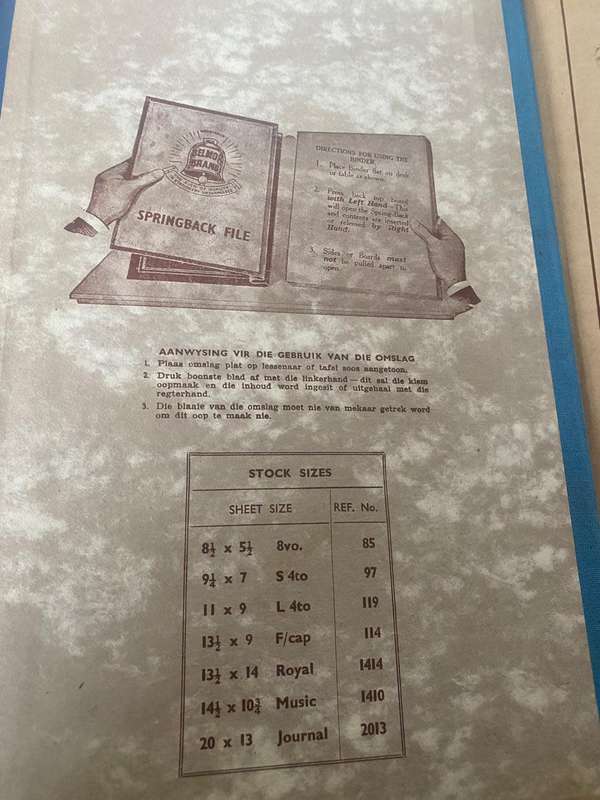 BELMO
BRAND
SPRINGBACK FILE
DIRECTIONS FOR USING THE
BINDER
1. Place Binder flat on desk
or table as shown.
2. Press back top board
with Left Hand—This
will open the Spring-Back
and contents are inserted
or released by Right
Hand.
3. Sides or Boards must
not be pulled apart to
open.
AANWYSING VIR DIE GEBRUIK VAN DIE OMSLAG
1. Plaas omslag plat op lessenaar of tafel soos aangetoon.
2. Druk boonste blad af met die linkerhand—dit sal die klem
oopmaak en die inhoud word ingesit of uitgehaal met die
regterhand.
3. Die blaaie van die omslag moet nie van mekaar getrek word
om dit oop te maak nie.
STOCK SIZES
SHEET SIZE REF. No.
8½ x 5½ 8vo. 85
9¼ x 7 S 4to 97
11 x 9 L 4to 119
13½ x 9 F/cap 114
13½ x 14 Royal 1414
14½ x 10¾ Music 1410
20 x 13 Journal 2013